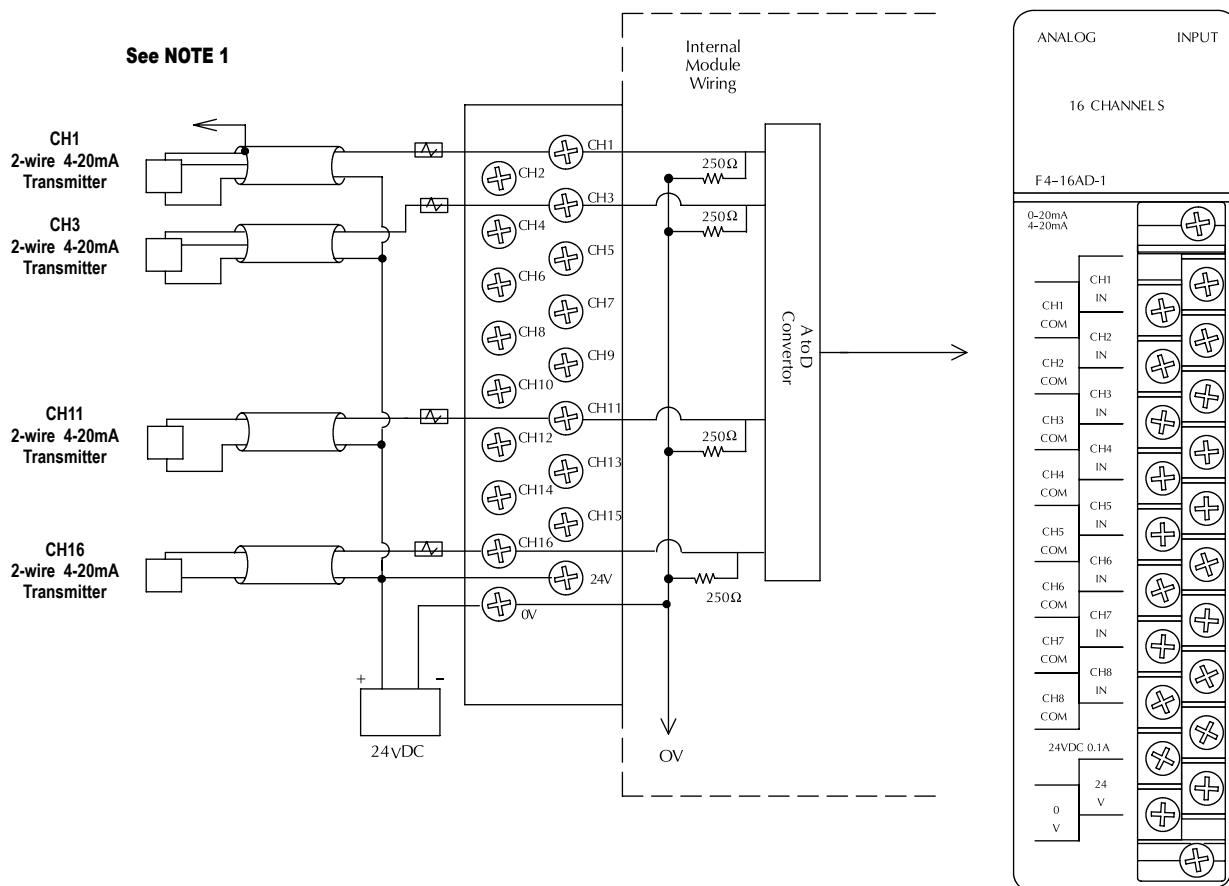 See NOTE 1
CH1
2-wire 4-20mA
Transmitter
CH3
2-wire 4-20mA
Transmitter
CH11
2-wire 4-20mA
Transmitter
CH16
2-wire 4-20mA
Transmitter
+
−
24VDC
CH1
CH2
CH3
CH4
CH5
CH6
CH7
CH8
CH9
CH10
CH11
CH12
CH13
CH14
CH15
CH16
24V
0V
Internal
Module
Wiring
250Ω
250Ω
250Ω
250Ω
OV
A to D
Convertor
ANALOG INPUT
16 CHANNELS
F4-16AD-1
0-20mA
4-20mA
CH1
IN
CH1
COM
CH2
IN
CH2
COM
CH3
IN
CH3
COM
CH4
IN
CH4
COM
CH5
IN
CH5
COM
CH6
IN
CH6
COM
CH7
IN
CH7
COM
CH8
IN
CH8
COM
24VDC 0.1A
24
V
0
V